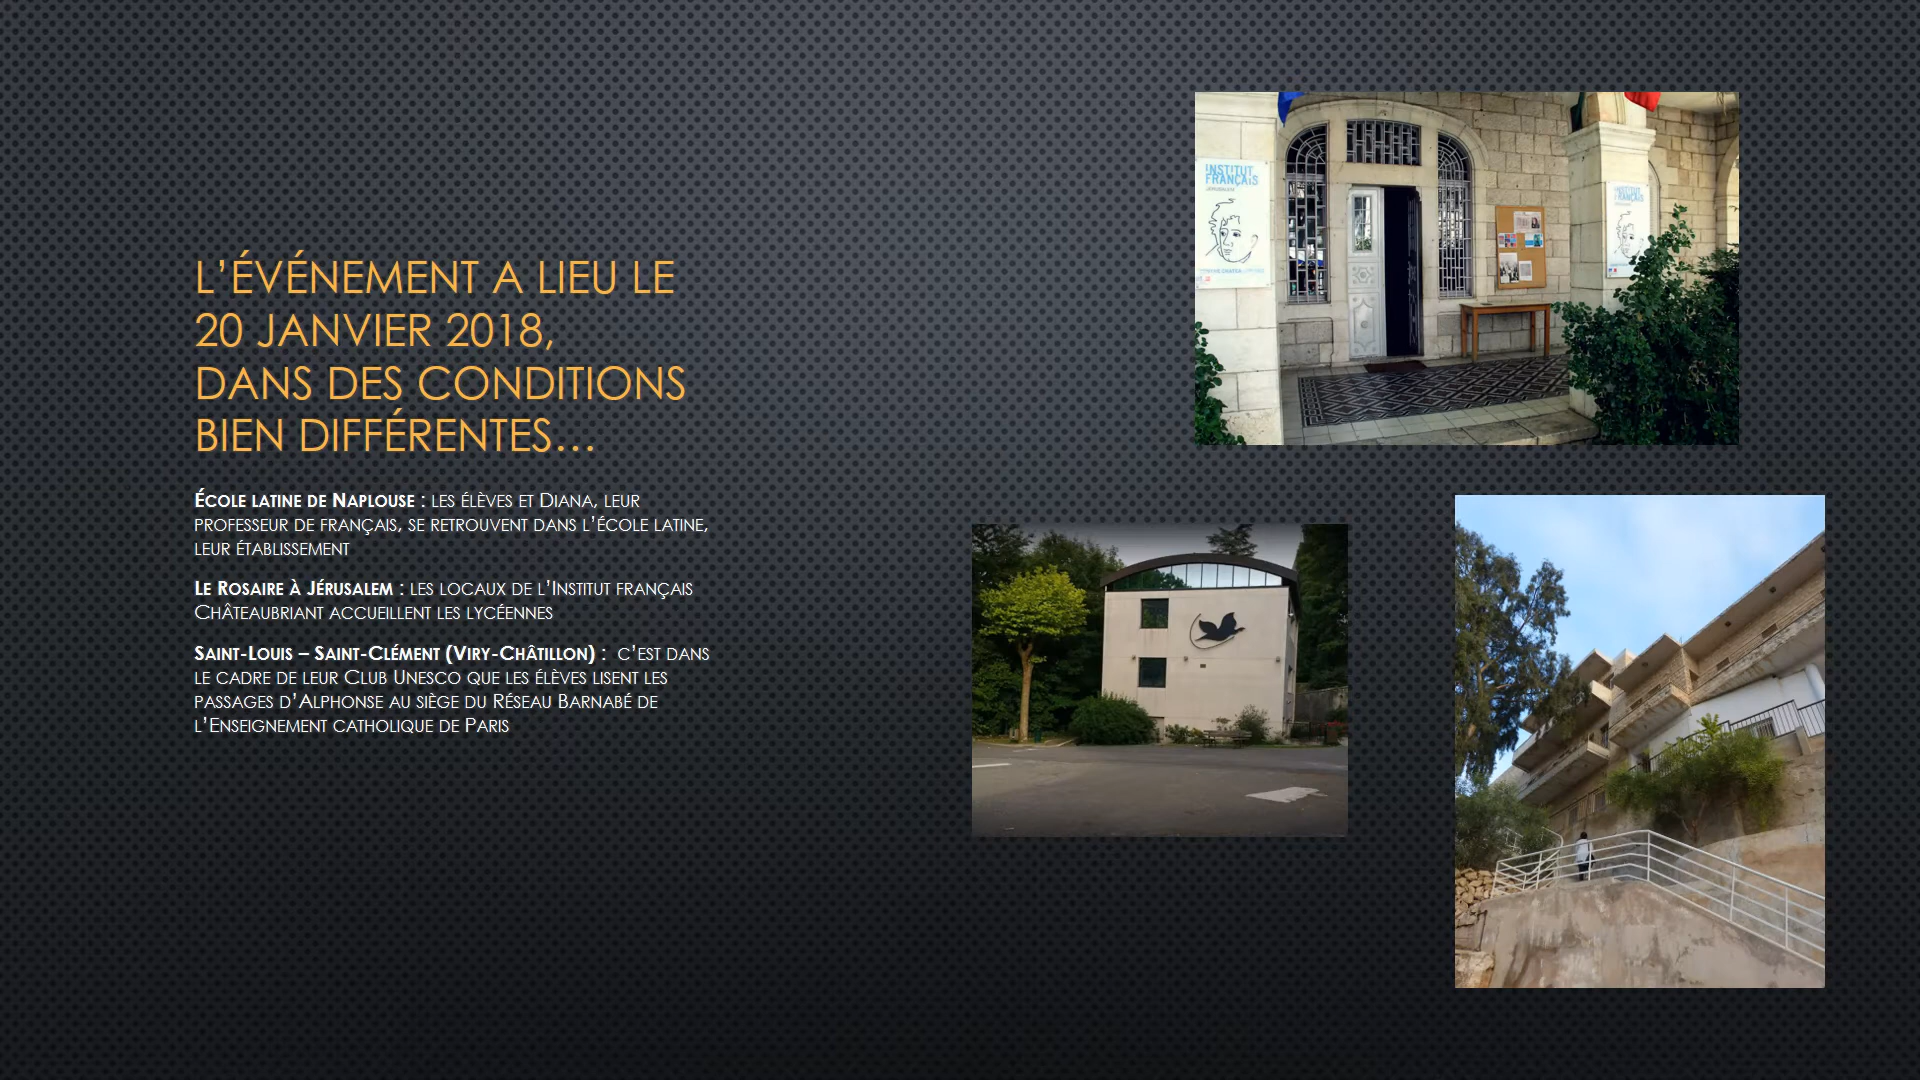 L'ÉVÉNEMENT A LIEU LE
20 JANVIER 2018,
DANS DES CONDITIONS
BIEN DIFFÉRENTES…
École latine de Naplouse : les élèves et Diana, leur
professeur de français, se retrouvent dans l'école latine,
leur établissement
Le Rosaire à Jérusalem : les locaux de l'Institut français
Châteaubriant accueillent les lycéennes
Saint-Louis – Saint-Clément (Viry-Châtillon) : c'est dans
le cadre de leur Club Unesco que les élèves lisent les
passages d'Alphonse au siège du Réseau Barnabé de
l'Enseignement catholique de Paris
INSTITUT
FRANÇAIS
JÉRUSALEM
INSTITUT
FRANÇAIS